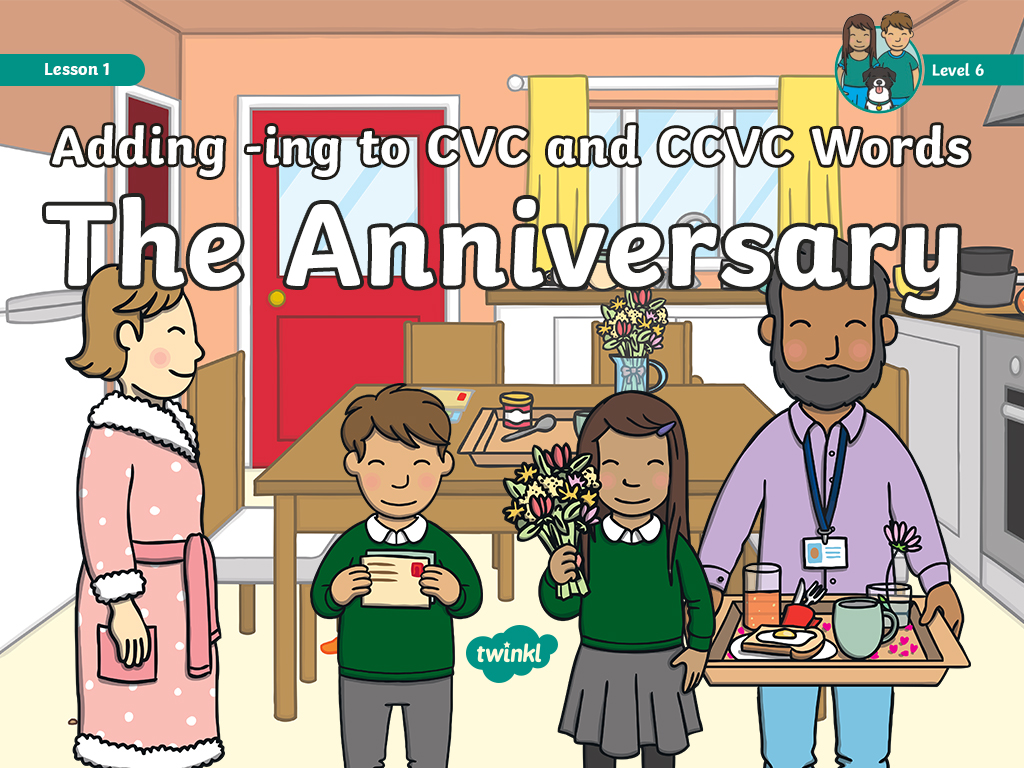 Lesson 1
Level 6
Adding -ing to CVC and CCVC Words
The Anniversary
twinkl